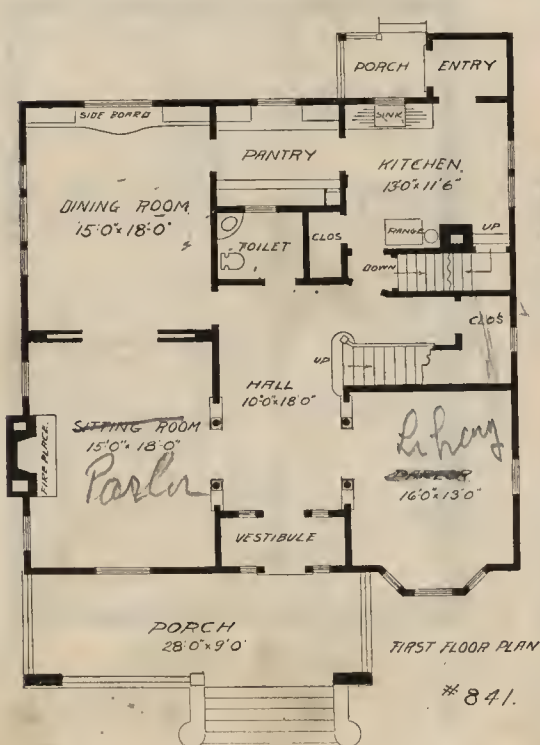 PORCH
ENTRY
SIDE BOARD
SINK
PANTRY
KITCHEN.
13'0" x 11'6"
DINING ROOM
15'0" x 18'0"
TOILET
CLOS
RANGE
UP
DOWN
CLO'S
UP
HALL
10'0" x 18'0"
SITTING ROOM
15'0" x 18'0"
Parlor
FIRE PLACE.
Library
PARLOR
16'0" x 13'0"
VESTIBULE
PORCH
28'0" x 9'0"
FIRST FLOOR PLAN
# 841.